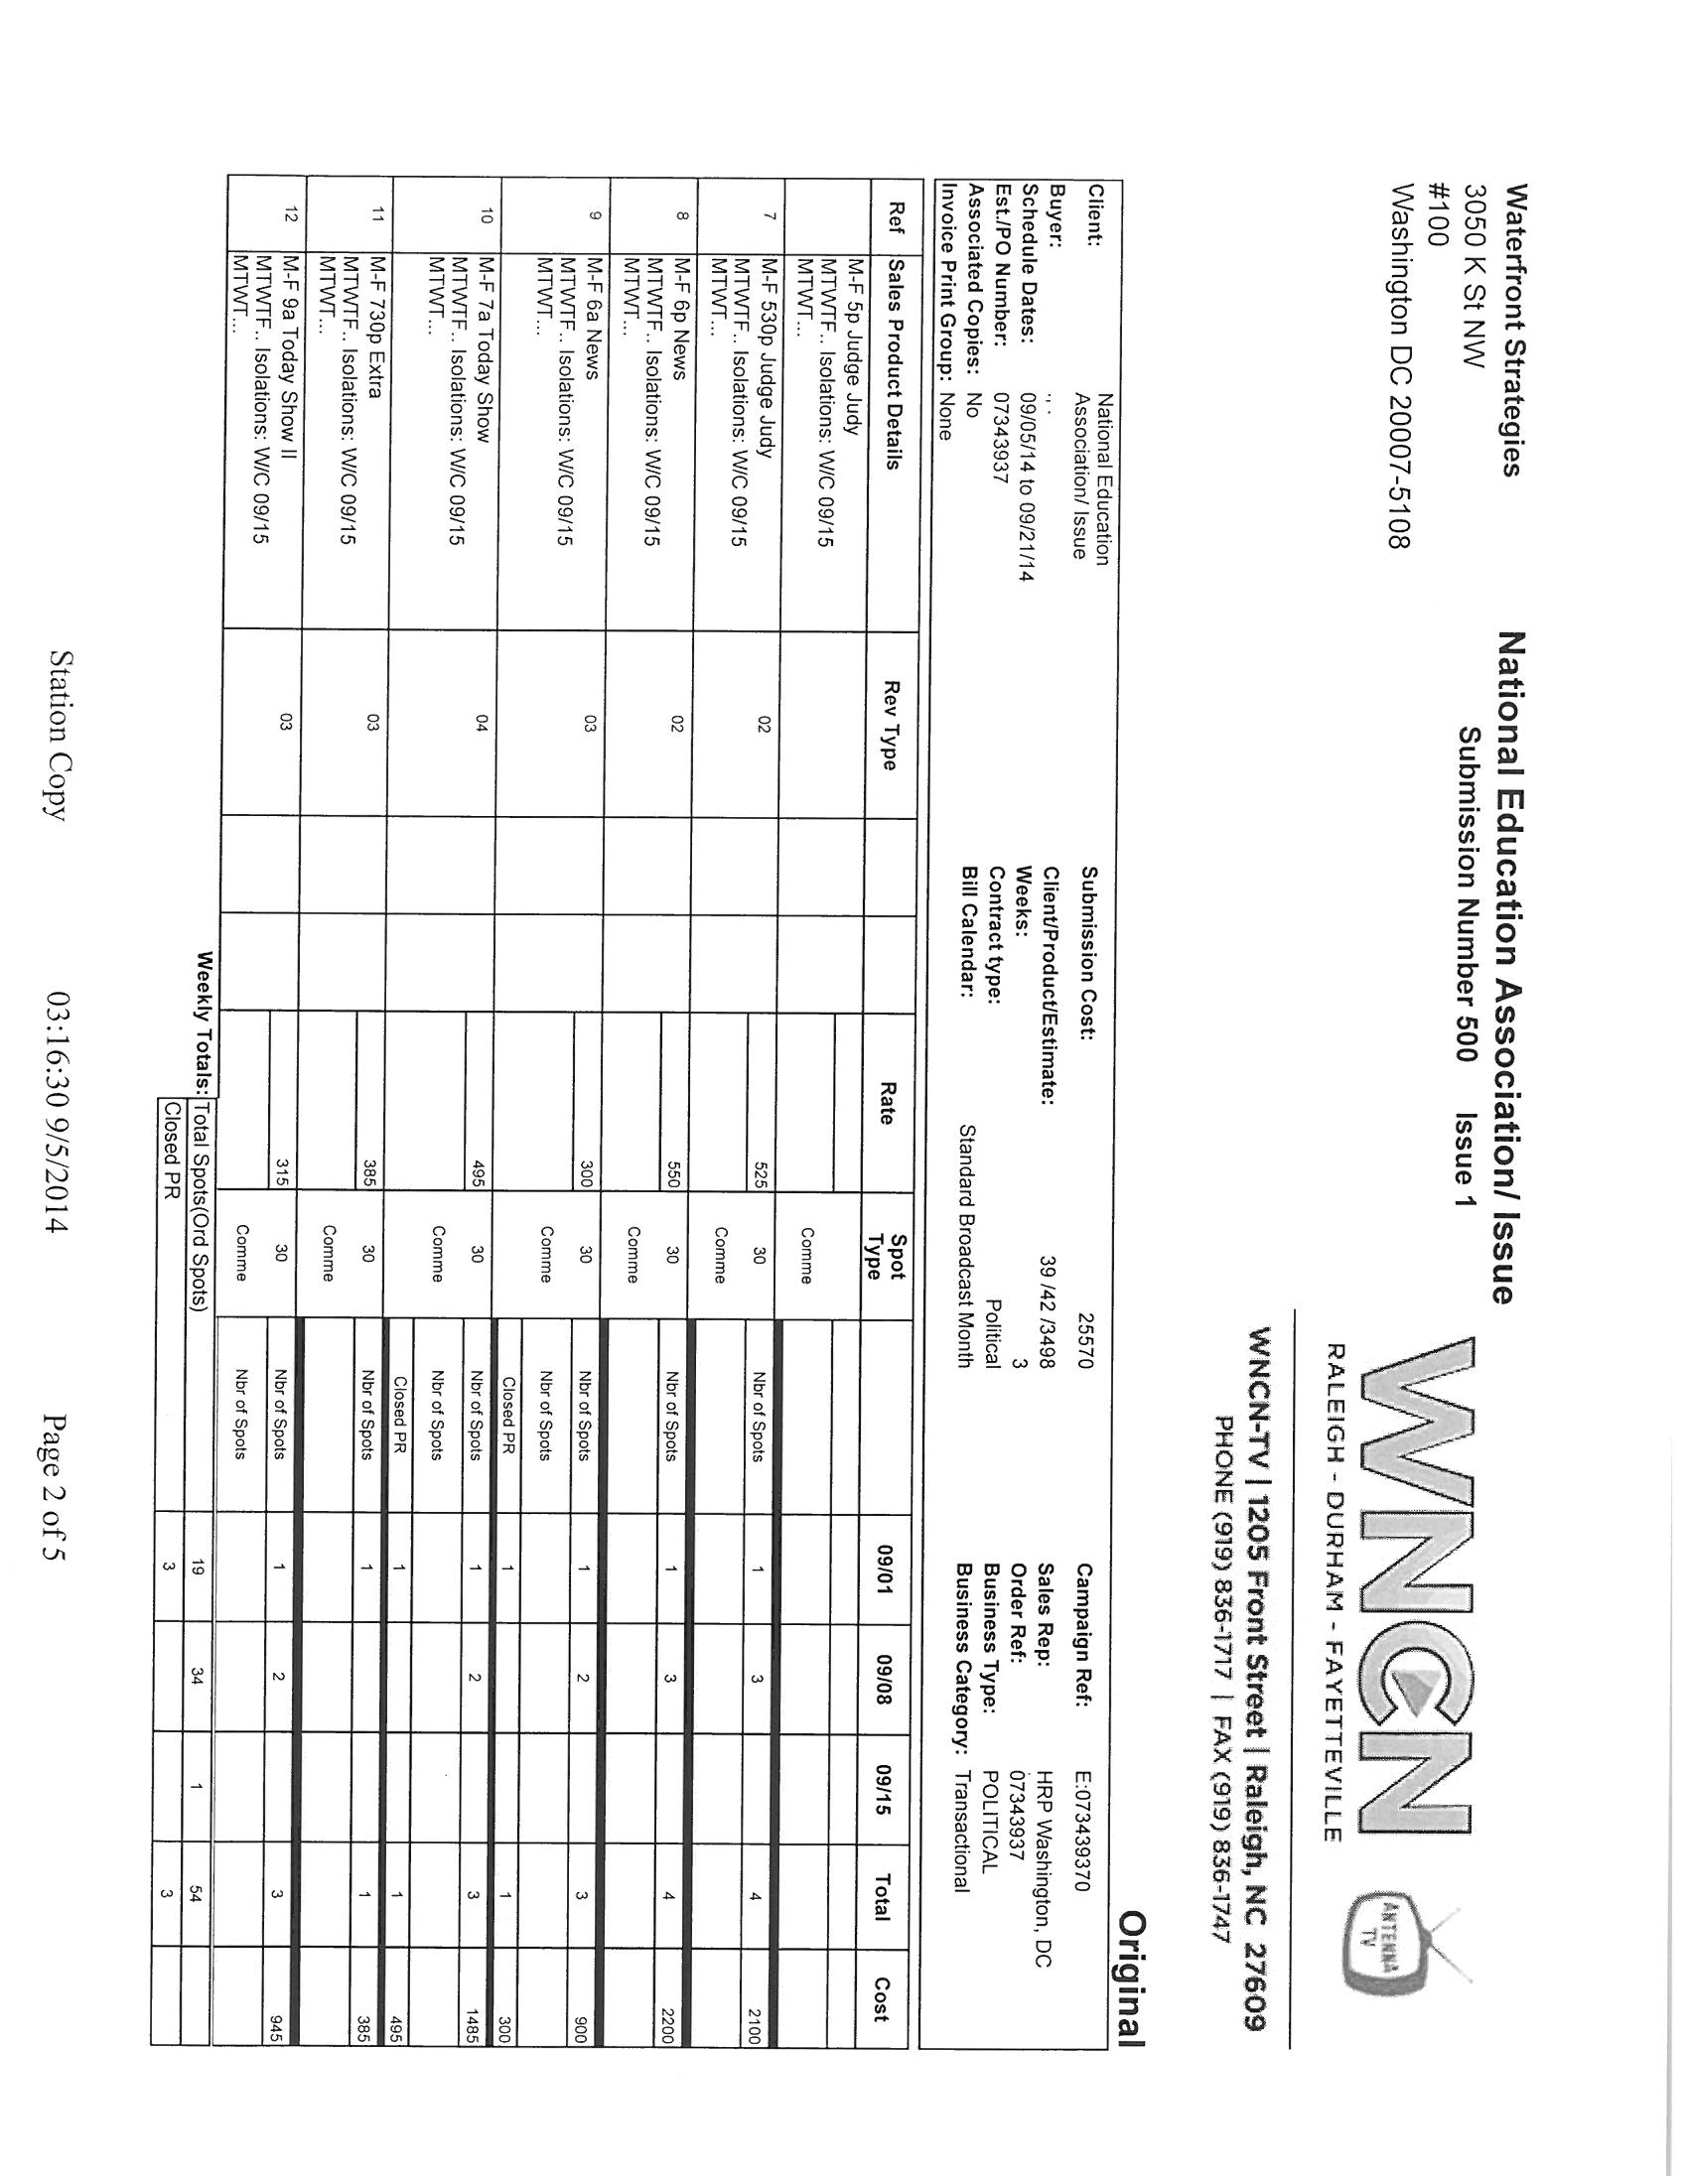 Waterfront Strategies
3050 K St NW
#100
Washington DC 20007-5108
National Education Association/ Issue
Submission Number 500 Issue 1
WNCN
RALEIGH - DURHAM - FAYETTEVILLE
ANTENNA
TV
WNCN-TV | 1205 Front Street | Raleigh, NC 27609
PHONE (919) 836-1717 | FAX (919) 836-1747
Original
Client: National Education Association/ Issue
Buyer: , .
Schedule Dates: 09/05/14 to 09/21/14
Est./PO Number: 07343937
Associated Copies: No
Invoice Print Group: None
Submission Cost: 25570
Client/Product/Estimate: 39 /42 /3498
Weeks: 3
Contract type: Political
Bill Calendar: Standard Broadcast Month
Campaign Ref: E:073439370
Sales Rep: HRP Washington, DC
Order Ref: 07343937
Business Type: POLITICAL
Business Category: Transactional
Ref Sales Product Details Rev Type Rate Spot Type 09/01 09/08 09/15 Total Cost
M-F 5p Judge Judy
MTWTF.. Isolations: W/C 09/15 Comme
MTWT...
7 M-F 530p Judge Judy 02 525 30 Nbr of Spots 1 3 4 2100
MTWTF.. Isolations: W/C 09/15 Comme
MTWT...
8 M-F 6p News 02 550 30 Nbr of Spots 1 3 4 2200
MTWTF.. Isolations: W/C 09/15 Comme
MTWT...
9 M-F 6a News 03 300 30 Nbr of Spots 1 2 3 900
MTWTF.. Isolations: W/C 09/15 Comme Nbr of Spots
MTWT...
Closed PR 1 1 300
10 M-F 7a Today Show 04 495 30 Nbr of Spots 1 2 3 1485
MTWTF.. Isolations: W/C 09/15 Comme Nbr of Spots
MTWT...
Closed PR 1 1 495
11 M-F 730p Extra 03 385 30 Nbr of Spots 1 1 385
MTWTF.. Isolations: W/C 09/15 Comme
MTWT...
12 M-F 9a Today Show II 03 315 30 Nbr of Spots 1 2 3 945
MTWTF.. Isolations: W/C 09/15 Comme Nbr of Spots
MTWT...
Weekly Totals: Total Spots(Ord Spots) 19 34 1 54
Closed PR 3 3
Station Copy 03:16:30 9/5/2014 Page 2 of 5